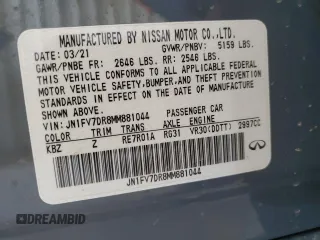 MANUFACTURED BY NISSAN MOTOR CO.,LTD.
DATE: 03/21 GVWR/PNBV: 5159 LBS.
GAWR/PNBE FR: 2646 LBS. RR: 2546 LBS.
THIS VEHICLE CONFORMS TO ALL APPLICABLE FEDERAL
MOTOR VEHICLE SAFETY, BUMPER, AND THEFT PREVENTION
STANDARDS IN EFFECT ON THE DATE OF MANUFACTURE
SHOWN ABOVE.
VIN: JN1FV7DR8MM881044 PASSENGER CAR
COLOR TRIM TRANS AXLE ENGINE
KBZ Z RE7R01A RG31 VR30(DDTT) 2997CC
JN1FV7DR8MM881044
INFINITI
DREAMBID